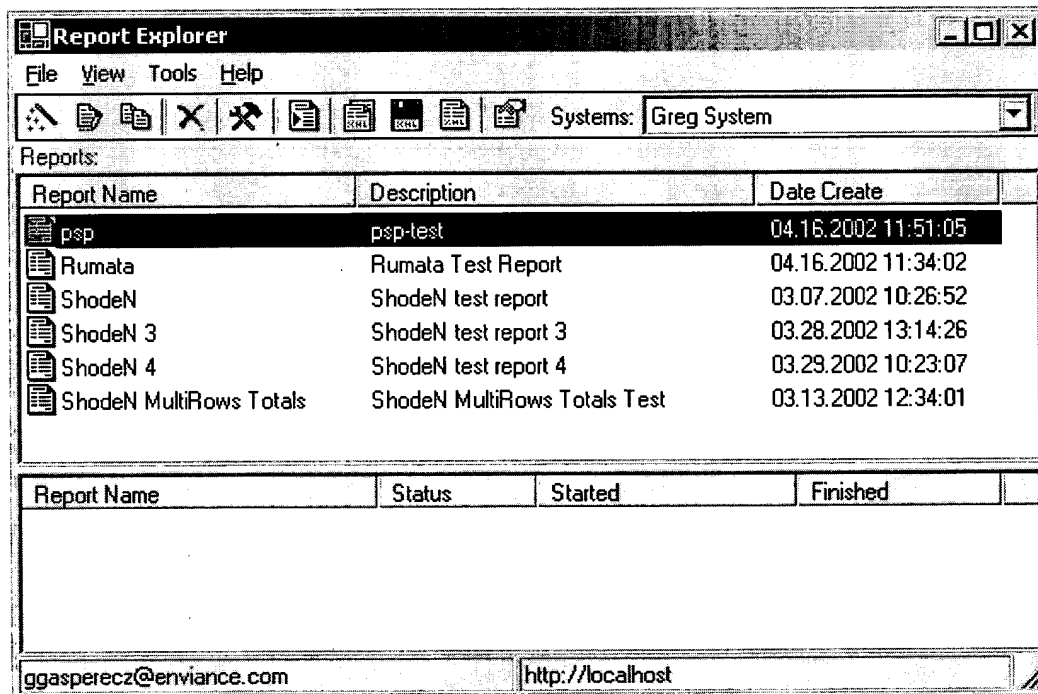 Report Explorer
File View Tools Help
Systems: Greg System
Reports:
Report Name Description Date Create
psp psp-test 04.16.2002 11:51:05
Rumata Rumata Test Report 04.16.2002 11:34:02
ShodeN ShodeN test report 03.07.2002 10:26:52
ShodeN 3 ShodeN test report 3 03.28.2002 13:14:26
ShodeN 4 ShodeN test report 4 03.29.2002 10:23:07
ShodeN MultiRows Totals ShodeN MultiRows Totals Test 03.13.2002 12:34:01
Report Name Status Started Finished
ggasperecz@enviance.com http://localhost